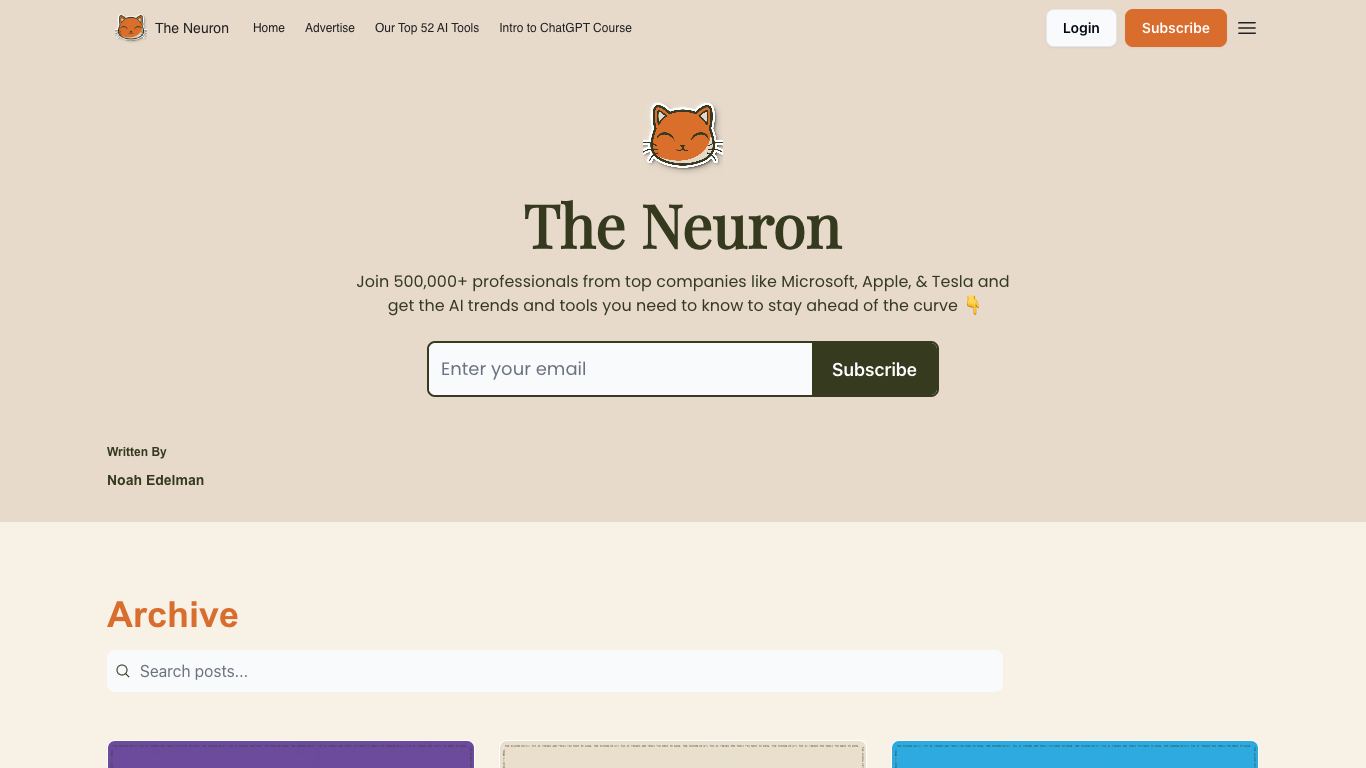 The Neuron
Home
Advertise
Our Top 52 AI Tools
Intro to ChatGPT Course
Login
Subscribe
The Neuron
Join 500,000+ professionals from top companies like Microsoft, Apple, & Tesla and
get the AI trends and tools you need to know to stay ahead of the curve 👇
Enter your email
Subscribe
Written By
Noah Edelman
Archive
Search posts...